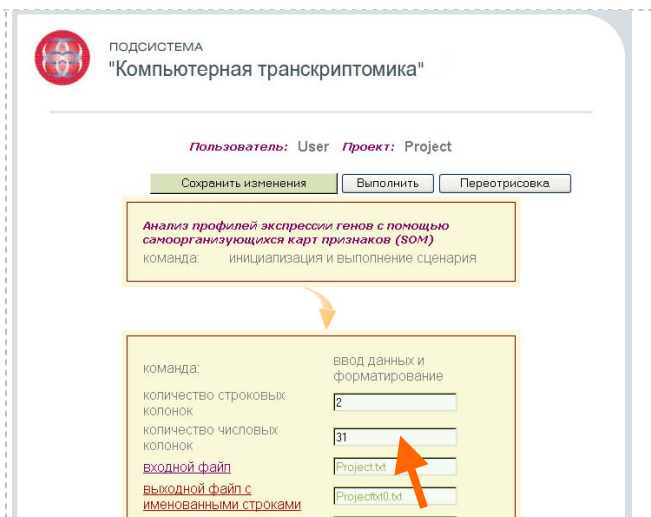 ПОДСИСТЕМА
"Компьютерная транскриптомика"
Пользователь: User Проект: Project
Сохранить изменения Выполнить Переотрисовка
Анализ профилей экспрессии генов с помощью
самоорганизующихся карт признаков (SOM)
команда: инициализация и выполнение сценария
команда: ввод данных и
форматирование
количество строковых
колонок
2
количество числовых
колонок
31
входной файл Project.txt
выходной файл с
именованными строками
Projecttxt0.txt